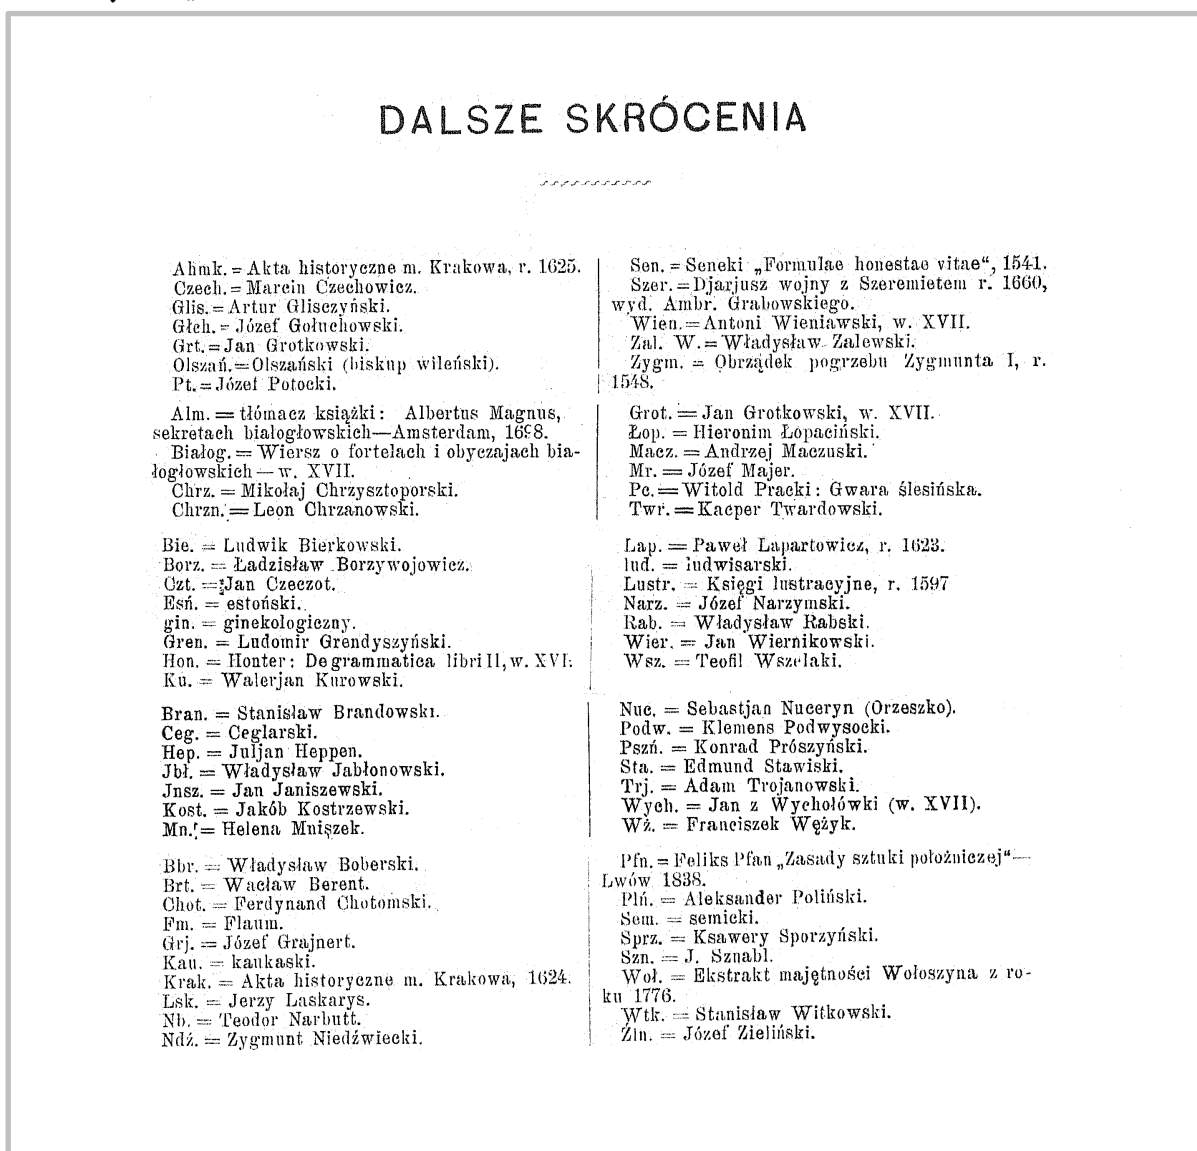 DALSZE SKRÓCENIA
Ahmk. = Akta historyczne m. Krakowa, r. 1625.
Czech. = Marcin Czechowicz.
Glis. = Artur Glisczyński.
Głch. = Józef Gołuchowski.
Grt. = Jan Grotkowski.
Olszań. = Olszański (biskup wileński).
Pt. = Józef Potocki.
Sen. = Seneki „Formulae honestae vitae“, 1541.
Szer. = Djarjusz wojny z Szeremietem r. 1660,
wyd. Ambr. Grabowskiego.
Wien. = Antoni Wieniawski, w. XVII.
Zal. W. = Władysław Zalewski.
Zygm. = Obrządek pogrzebu Zygmunta I, r.
1548.
Alm. = tłómacz książki: Albertus Magnus,
sekretach białogłowskich—Amsterdam, 1698.
Białog. = Wiersz o fortelach i obyczajach bia-
łogłowskich — w. XVII.
Chrz. = Mikołaj Chrzysztoporski.
Chrzn. = Leon Chrzanowski.
Grot. = Jan Grotkowski, w. XVII.
Łop. = Hieronim Łopaciński.
Macz. = Andrzej Maczuski.
Mr. = Józef Majer.
Pc. = Witold Pracki: Gwara ślesińska.
Twr. = Kacper Twardowski.
Bie. = Ludwik Bierkowski.
Borz. = Ładzisław Borzywojowicz.
Czt. = Jan Czeczot.
Esń. = estoński.
gin. = ginekologiczny.
Gren. = Ludomir Grendyszyński.
Hon. = Honter: De grammatica libri II, w. XVI.
Ku. = Walerjan Kurowski.
Lap. = Paweł Lapartowicz, r. 1623.
lud. = ludwisarski.
Lustr. = Księgi lustracyjne, r. 1597
Narz. = Józef Narzymski.
Rab. = Władysław Rabski.
Wier. = Jan Wiernikowski.
Wsz. = Teofil Wszelaki.
Bran. = Stanisław Brandowski.
Ceg. = Ceglarski.
Hep. = Juljan Heppen.
Jbł. = Władysław Jabłonowski.
Jnsz. = Jan Janiszewski.
Kost. = Jakób Kostrzewski.
Mn. = Helena Mniszek.
Nuc. = Sebastjan Nuceryn (Orzeszko).
Podw. = Klemens Podwysocki.
Pszń. = Konrad Prószyński.
Sta. = Edmund Stawiski.
Trj. = Adam Trojanowski.
Wych. = Jan z Wychołówki (w. XVII).
Wż. = Franciszek Wężyk.
Bbr. = Władysław Boberski.
Brt. = Wacław Berent.
Chot. = Ferdynand Chotomski.
Fm. = Flaum.
Grj. = Józef Grajnert.
Kau. = kaukaski.
Krak. = Akta historyczne m. Krakowa, 1624.
Lsk. = Jerzy Laskarys.
Nb. = Teodor Narbutt.
Ndź. = Zygmunt Niedźwiecki.
Pfn. = Feliks Pfan „Zasady sztuki położniczej“—
Lwów 1838.
Plń. = Aleksander Poliński.
Sem. = semicki.
Sprz. = Ksawery Sporzyński.
Szn. = J. Sznabl.
Woł. = Ekstrakt majętności Wołoszyna z ro-
ku 1776.
Wtk. = Stanisław Witkowski.
Źln. = Józef Zieliński.